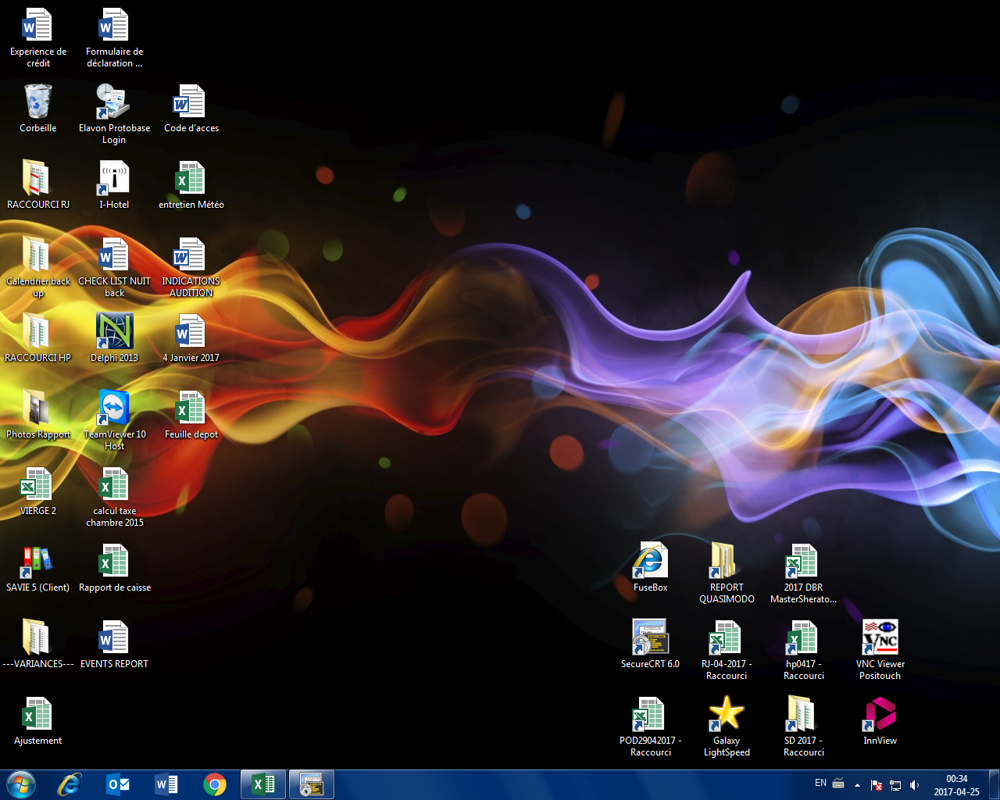 Experience de
crédit
Formulaire de
déclaration ...
Corbeille
Elavon Protobase
Login
Code d'acces
RACCOURCI RJ
I-Hotel
entretien Météo
Calendrier back
up
CHECK LIST NUIT
back
INDICATIONS
AUDITION
RACCOURCI HP
Delphi 2013
4 Janvier 2017
Photos Rapport
TeamViewer 10
Host
Feuille depot
VIERGE 2
calcul taxe
chambre 2015
SAVIE 5 (Client)
Rapport de caisse
FuseBox
REPORT
QUASIMODO
2017 DBR
MasterSherato...
---VARIANCES---
EVENTS REPORT
SecureCRT 6.0
RJ-04-2017 -
Raccourci
hp0417 -
Raccourci
VNC
VNC Viewer
Positouch
Ajustement
POD29042017 -
Raccourci
Galaxy
LightSpeed
SD 2017 -
Raccourci
InnView
EN
00:34
2017-04-25